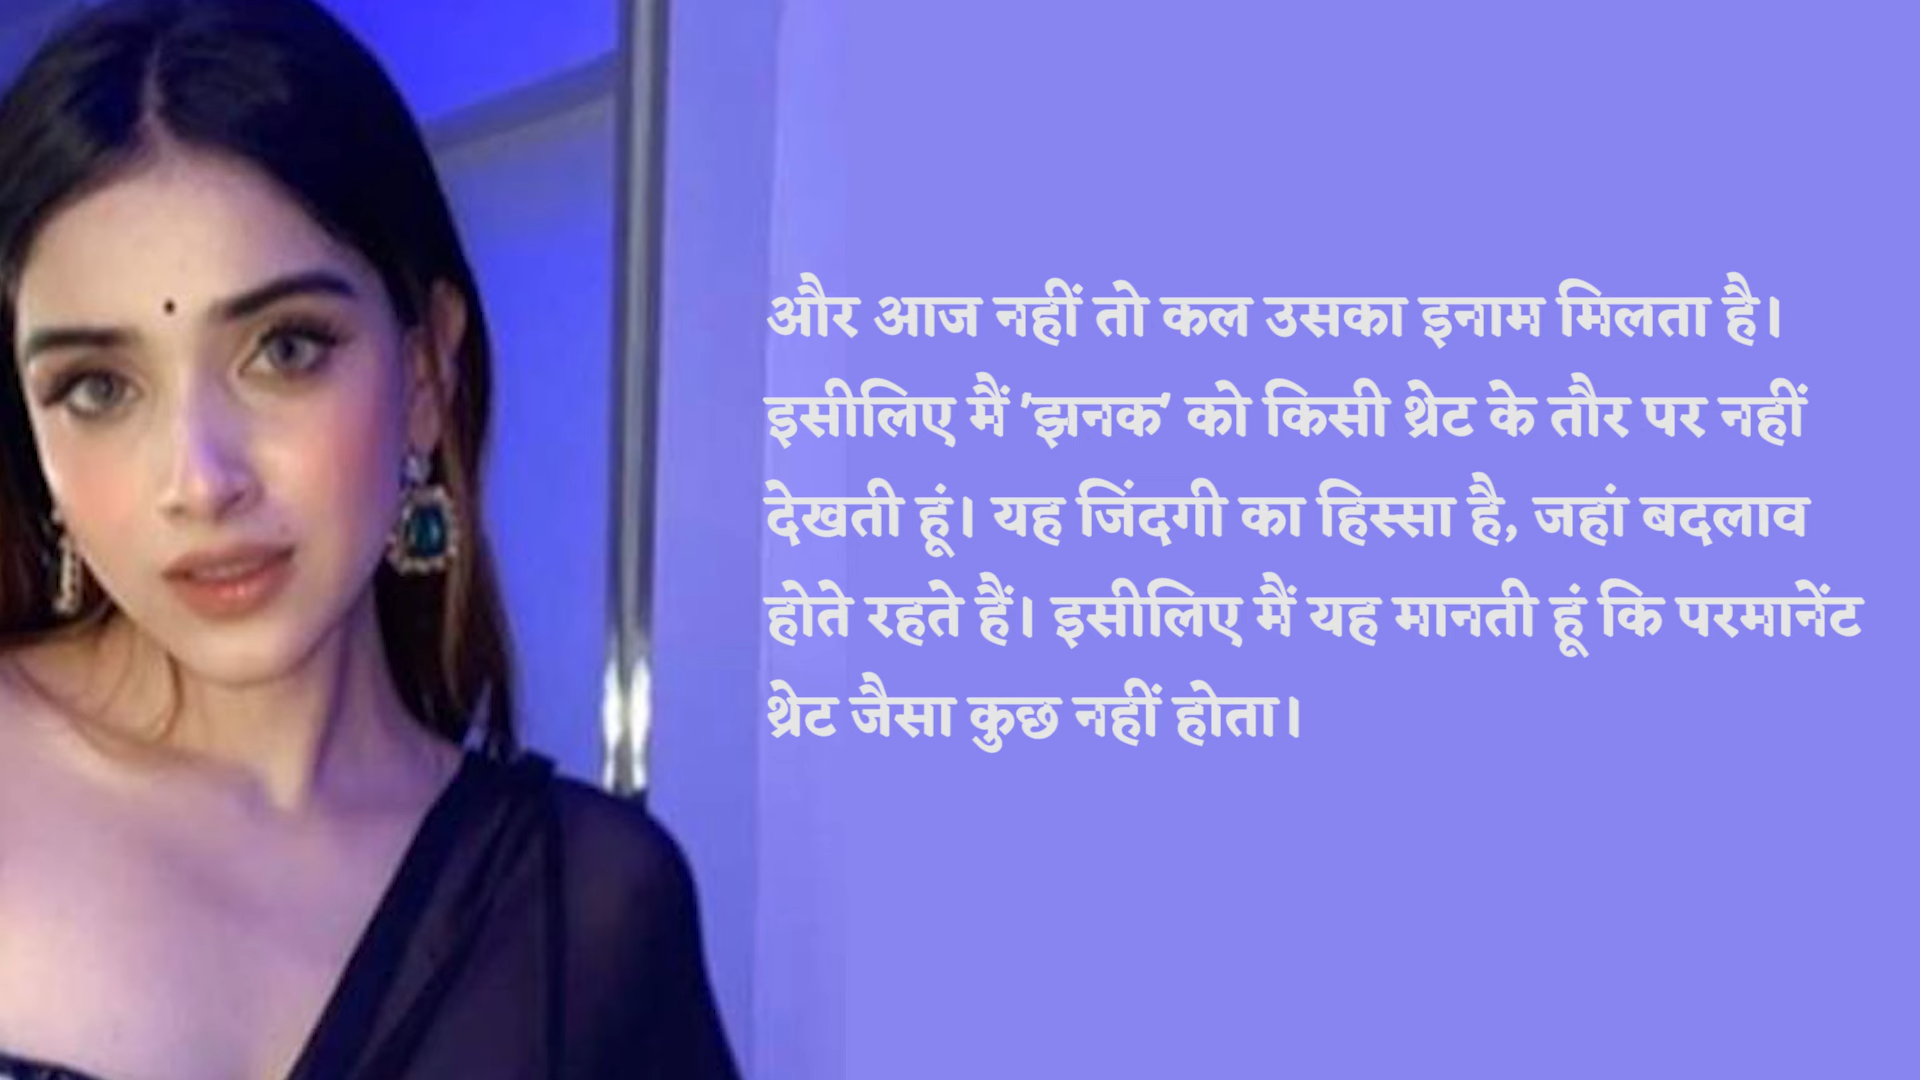 और आज नहीं तो कल उसका इनाम मिलता है।
इसीलिए मैं 'झनक' को किसी थ्रेट के तौर पर नहीं
देखती हूं। यह जिंदगी का हिस्सा है, जहां बदलाव
होते रहते हैं। इसीलिए मैं यह मानती हूं कि परमानेंट
थ्रेट जैसा कुछ नहीं होता।